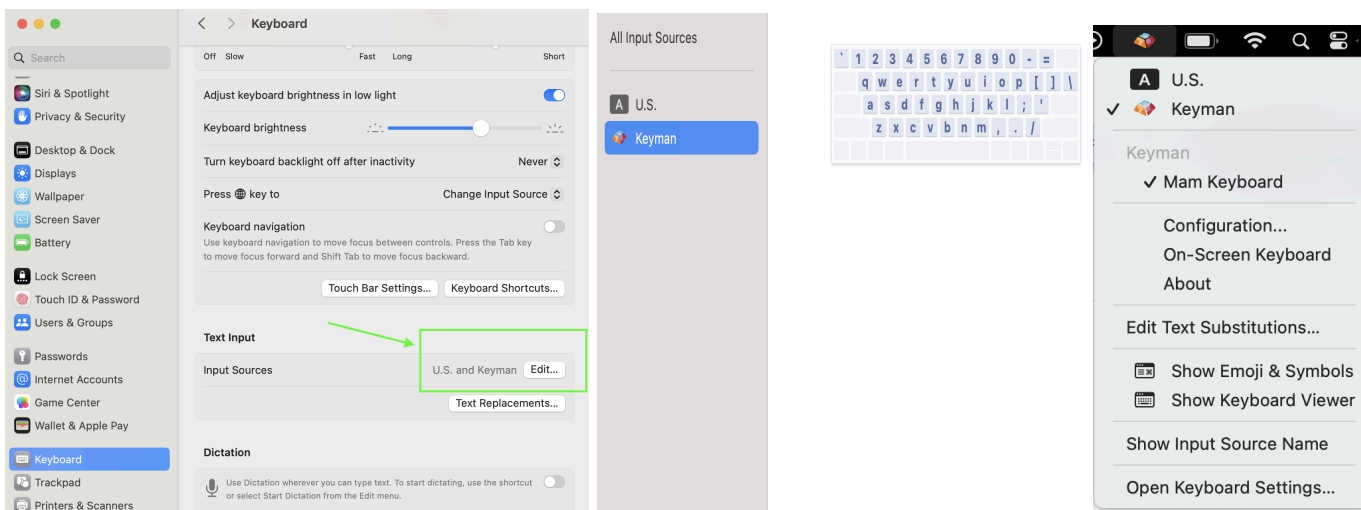 Search
Siri & Spotlight
Privacy & Security
Desktop & Dock
Displays
Wallpaper
Screen Saver
Battery
Lock Screen
Touch ID & Password
Users & Groups
Passwords
Internet Accounts
Game Center
Wallet & Apple Pay
Keyboard
Trackpad
Printers & Scanners
Keyboard
Off Slow Fast Long Short
Adjust keyboard brightness in low light
Keyboard brightness
Turn keyboard backlight off after inactivity Never
Press key to Change Input Source
Keyboard navigation
Use keyboard navigation to move focus between controls. Press the Tab key
to move focus forward and Shift Tab to move focus backward.
Touch Bar Settings... Keyboard Shortcuts...
Text Input
Input Sources U.S. and Keyman Edit...
Text Replacements...
Dictation
Use Dictation wherever you can type text. To start dictating, use the shortcut
or select Start Dictation from the Edit menu.
All Input Sources
A U.S.
Keyman
` 1 2 3 4 5 6 7 8 9 0 - =
q w e r t y u i o p [ ] \
a s d f g h j k l ; '
z x c v b n m , . /
A U.S.
✓ Keyman
Keyman
✓ Mam Keyboard
Configuration...
On-Screen Keyboard
About
Edit Text Substitutions...
Show Emoji & Symbols
Show Keyboard Viewer
Show Input Source Name
Open Keyboard Settings...